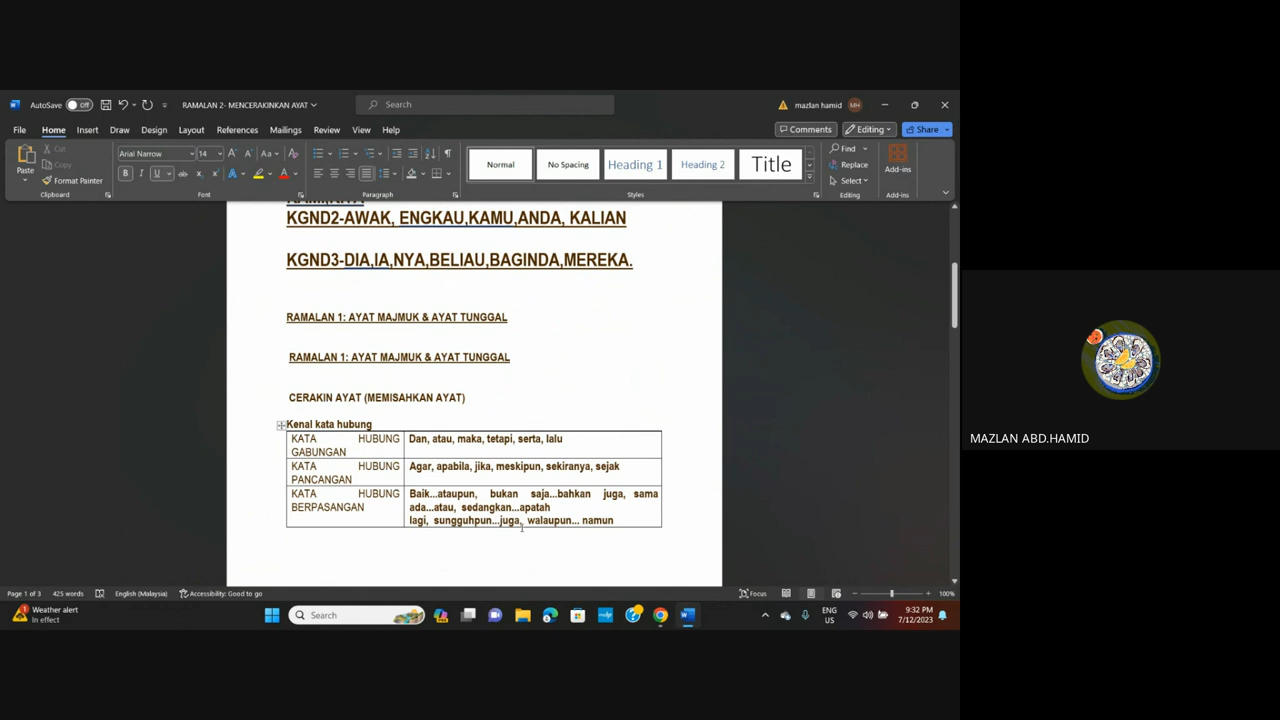 AutoSave Off RAMALAN 2- MENCERAKINKAN AYAT Search mazlan hamid MH
File Home Insert Draw Design Layout References Mailings Review View Help Comments Editing Share
Paste Cut Copy Format Painter
Arial Narrow 14
Normal No Spacing Heading 1 Heading 2 Title
Find Replace Select Add-ins
Clipboard Font Paragraph Styles Editing Add-ins
KGND2-AWAK, ENGKAU,KAMU,ANDA, KALIAN
KGND3-DIA,IA,NYA,BELIAU,BAGINDA,MEREKA.
RAMALAN 1: AYAT MAJMUK & AYAT TUNGGAL
RAMALAN 1: AYAT MAJMUK & AYAT TUNGGAL
CERAKIN AYAT (MEMISAHKAN AYAT)
Kenal kata hubung
KATA HUBUNG
GABUNGAN
Dan, atau, maka, tetapi, serta, lalu
KATA HUBUNG
PANCANGAN
Agar, apabila, jika, meskipun, sekiranya, sejak
KATA HUBUNG
BERPASANGAN
Baik...ataupun, bukan saja...bahkan juga, sama
ada...atau, sedangkan...apatah
lagi, sungguhpun...juga, walaupun... namun
Page 1 of 3 425 words English (Malaysia) Accessibility: Good to go Focus 100%
Weather alert
In effect
Search
ENG
US
9:32 PM
7/12/2023
MAZLAN ABD.HAMID